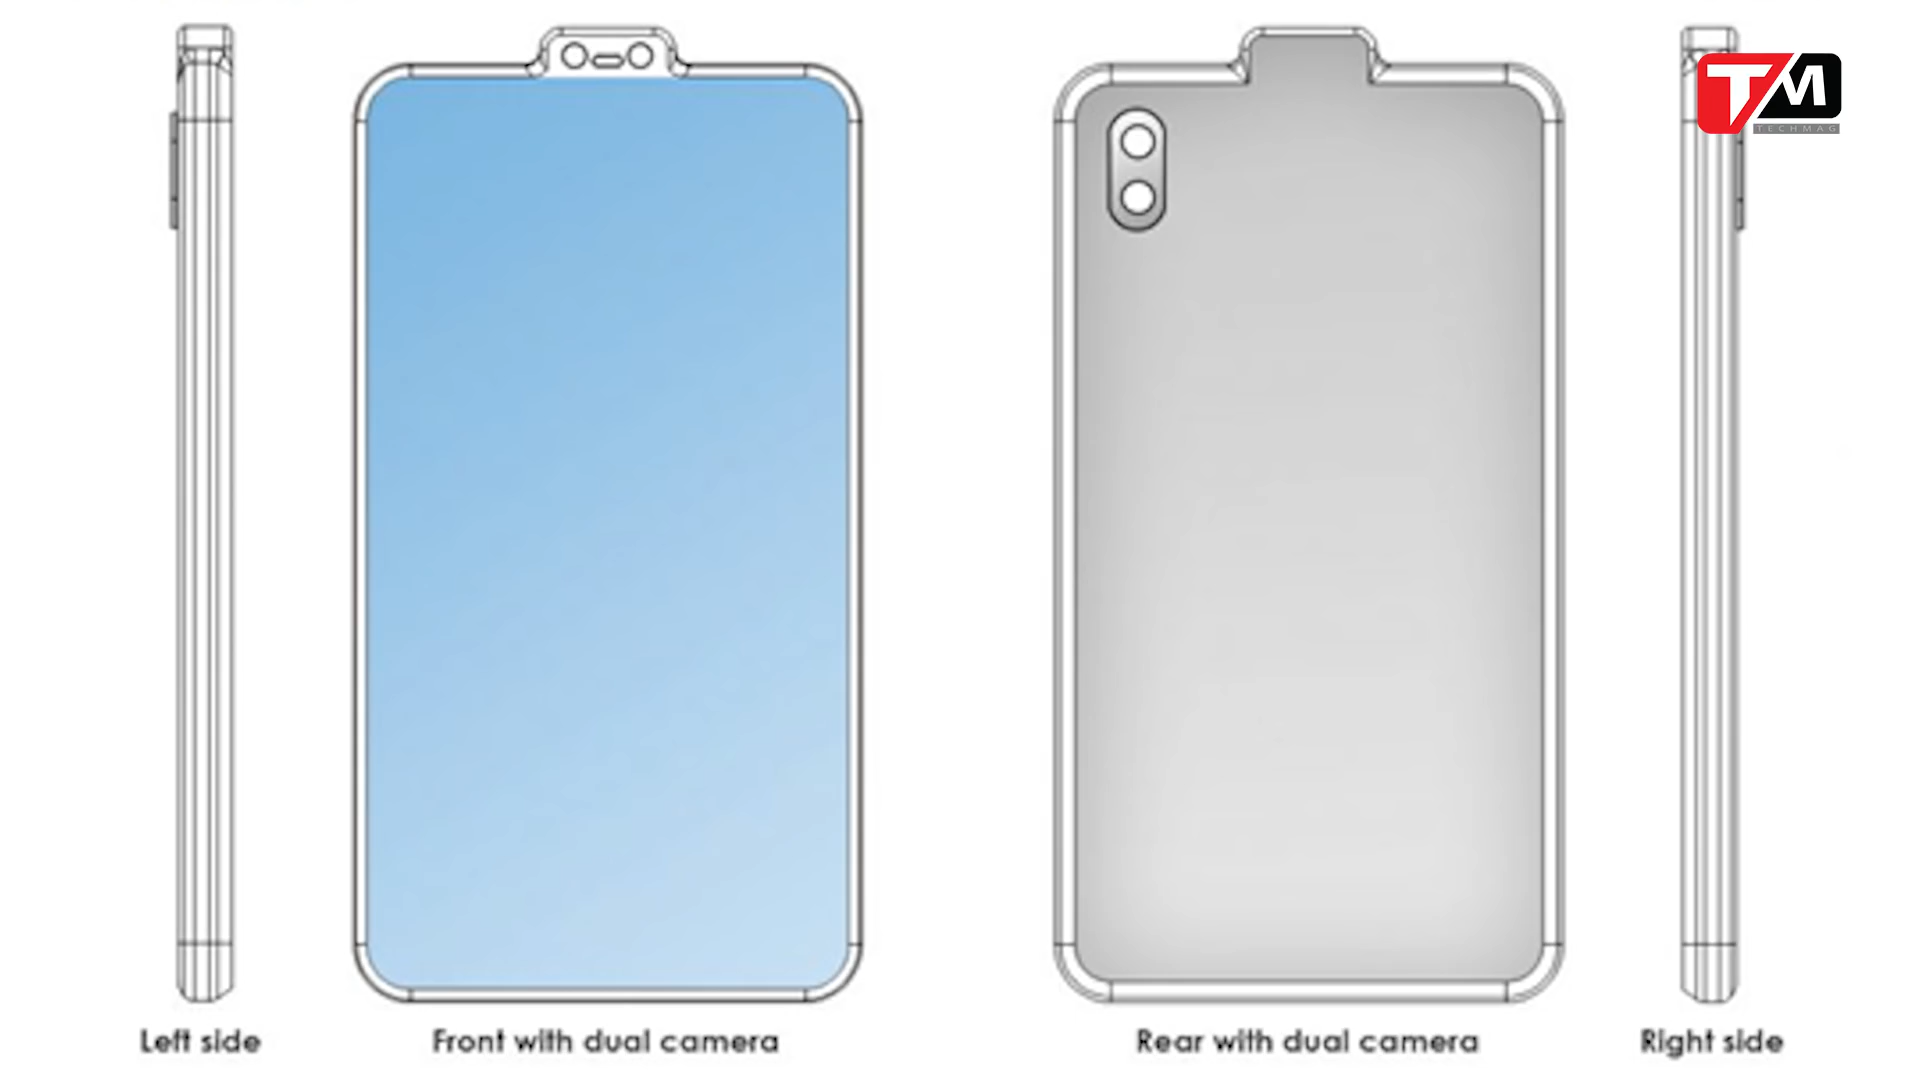 TM
TECHMAG
Left side
Front with dual camera
Rear with dual camera
Right side